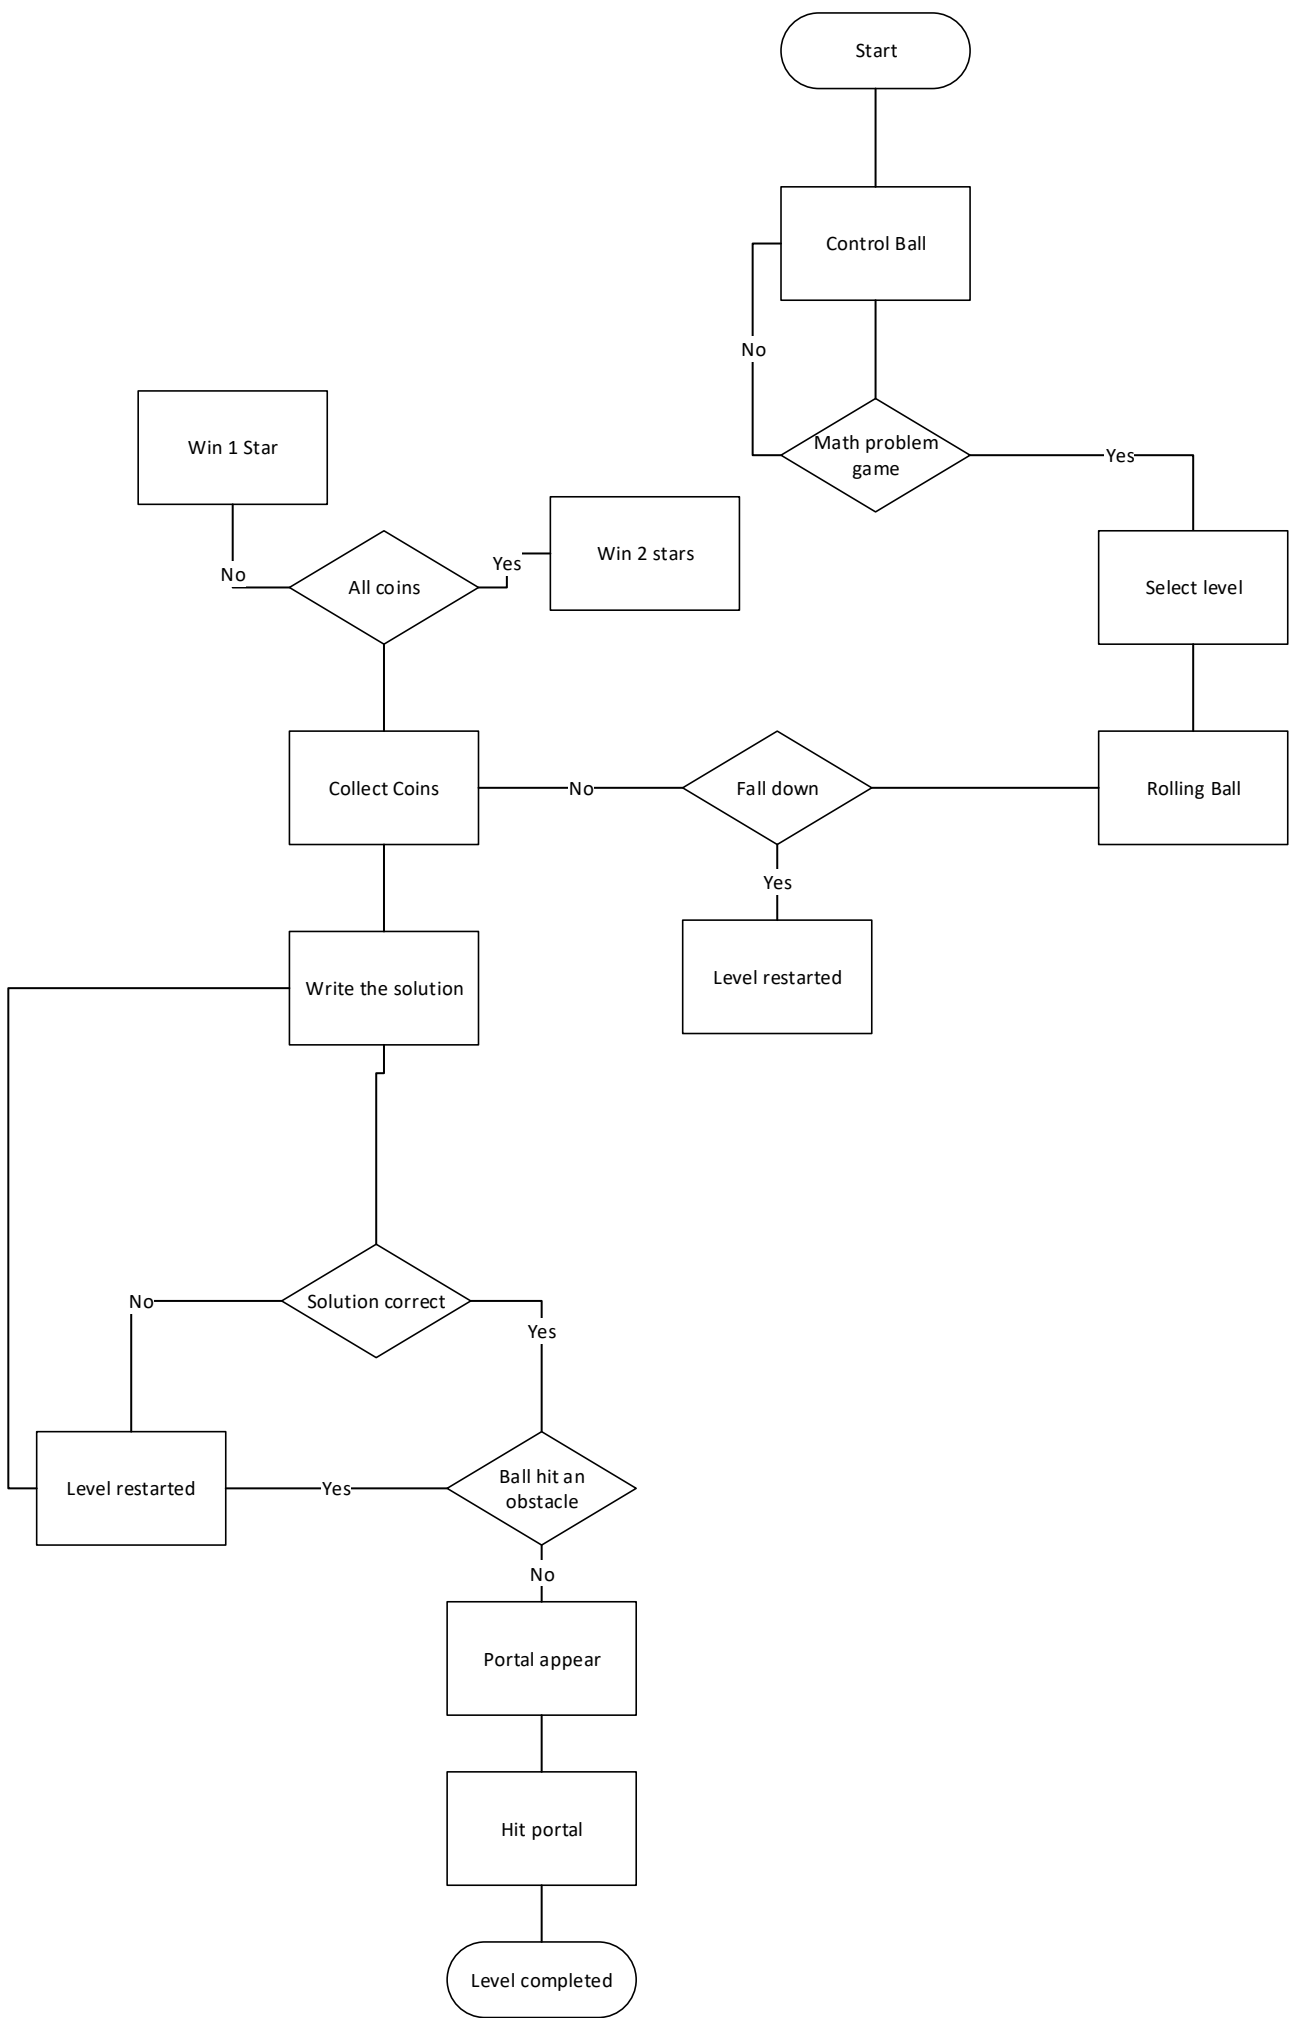 Start
Control Ball
No
Math problem
game
Yes
Win 1 Star
Win 2 stars
No
All coins
Yes
Select level
Collect Coins
No
Fall down
Rolling Ball
Yes
Write the solution
Level restarted
No
Solution correct
Yes
Level restarted
Yes
Ball hit an
obstacle
No
Portal appear
Hit portal
Level completed